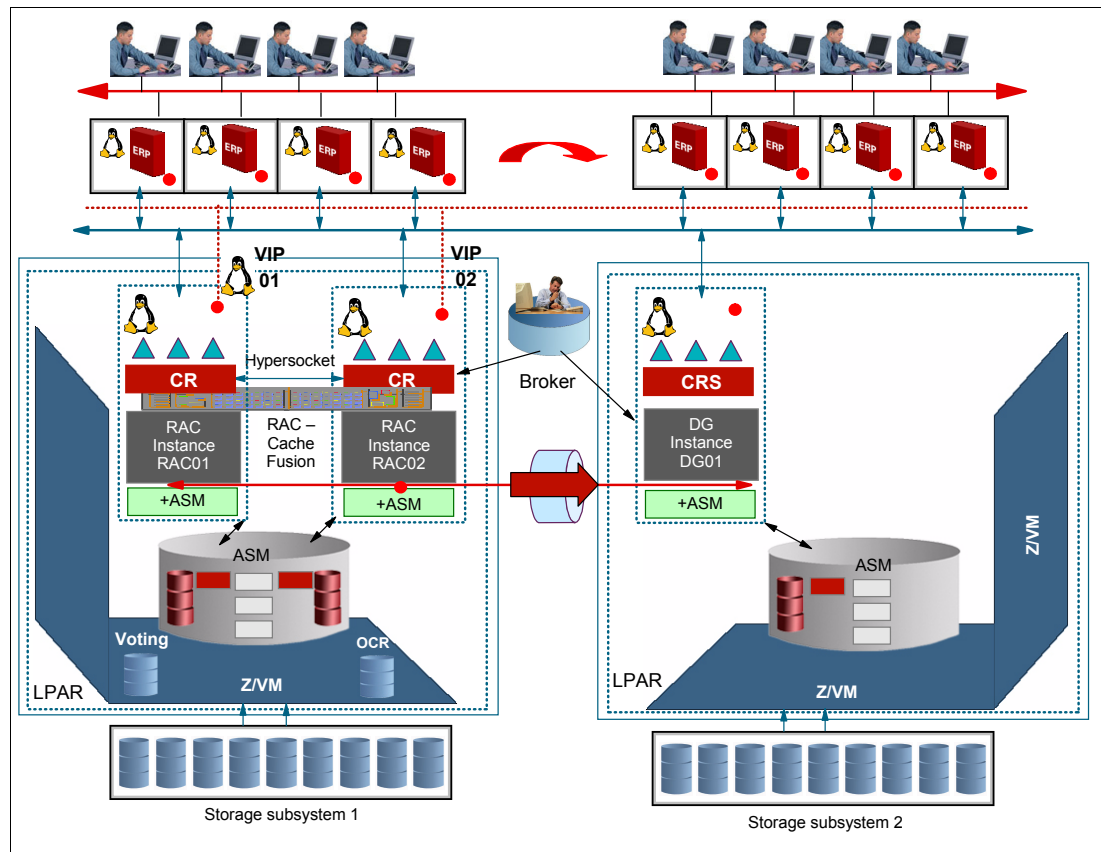 ERP
ERP
ERP
ERP
ERP
ERP
ERP
ERP
VIP
01
VIP
02
Hypersocket
CR
CR
Broker
CRS
RAC
Instance
RAC01
RAC –
Cache
Fusion
RAC
Instance
RAC02
DG
Instance
DG01
+ASM
+ASM
+ASM
ASM
ASM
Z/VM
Voting
OCR
LPAR
Z/VM
LPAR
Z/VM
Storage subsystem 1
Storage subsystem 2